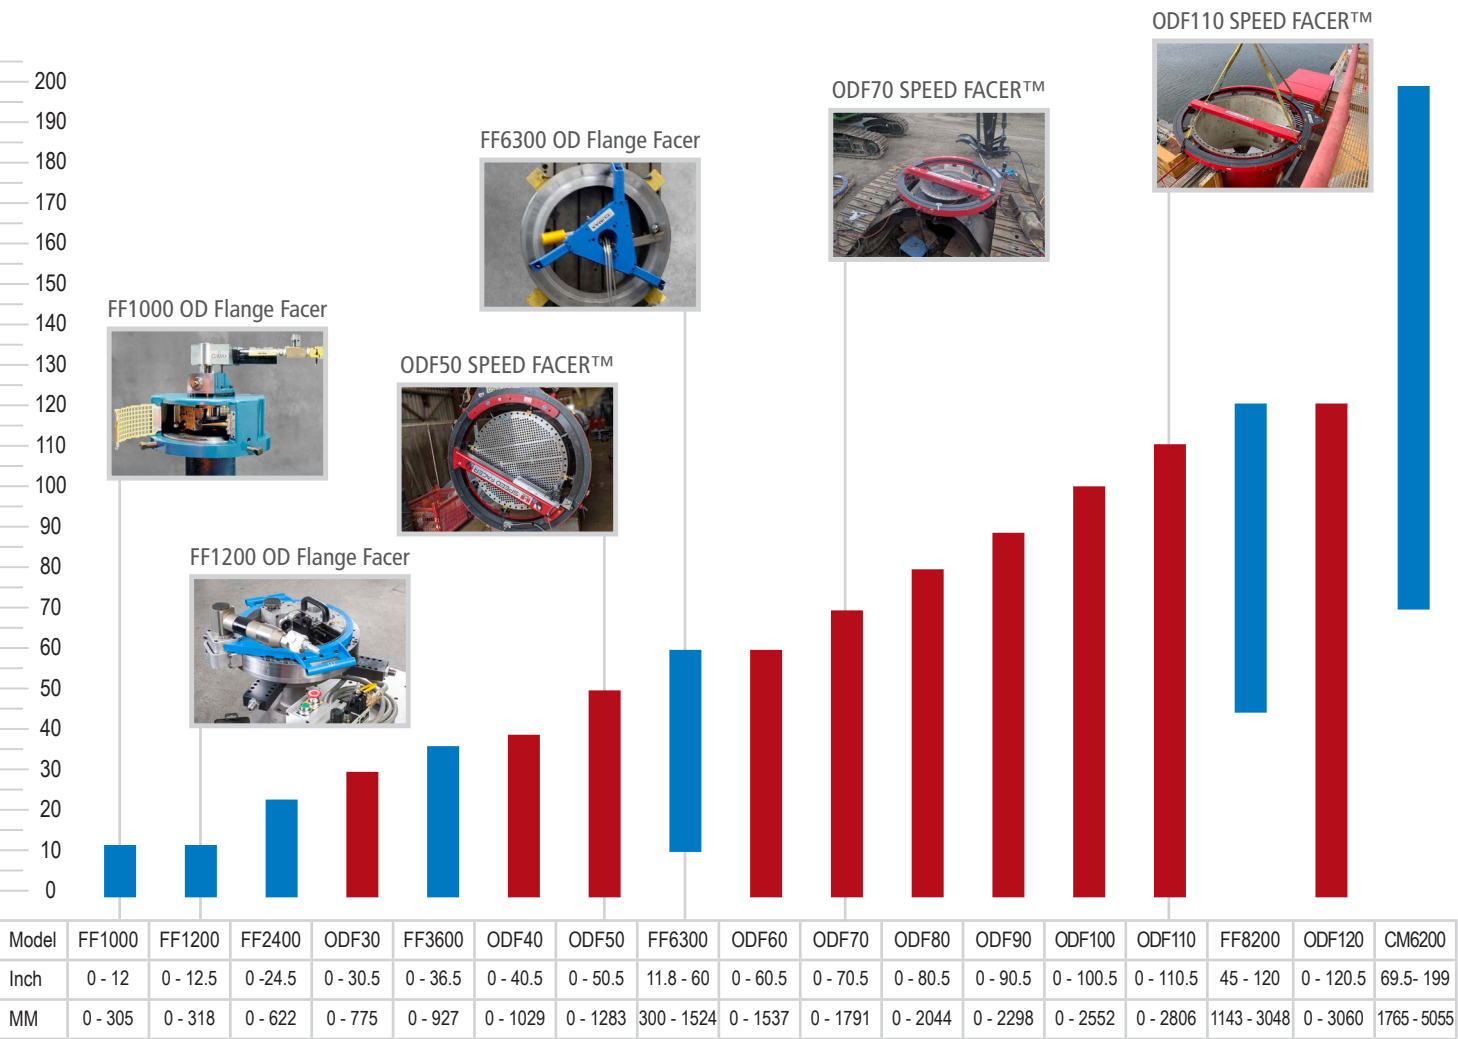 ODF110 SPEED FACER™
ODF70 SPEED FACER™
FF6300 OD Flange Facer
FF1000 OD Flange Facer
ODF50 SPEED FACER™
FF1200 OD Flange Facer
200
190
180
170
160
150
140
130
120
110
100
90
80
70
60
50
40
30
20
10
0
SPEED FACER
Model FF1000 FF1200 FF2400 ODF30 FF3600 ODF40 ODF50 FF6300 ODF60 ODF70 ODF80 ODF90 ODF100 ODF110 FF8200 ODF120 CM6200
Inch 0 - 12 0 - 12.5 0 -24.5 0 - 30.5 0 - 36.5 0 - 40.5 0 - 50.5 11.8 - 60 0 - 60.5 0 - 70.5 0 - 80.5 0 - 90.5 0 - 100.5 0 - 110.5 45 - 120 0 - 120.5 69.5- 199
MM 0 - 305 0 - 318 0 - 622 0 - 775 0 - 927 0 - 1029 0 - 1283 300 - 1524 0 - 1537 0 - 1791 0 - 2044 0 - 2298 0 - 2552 0 - 2806 1143 - 3048 0 - 3060 1765 - 5055